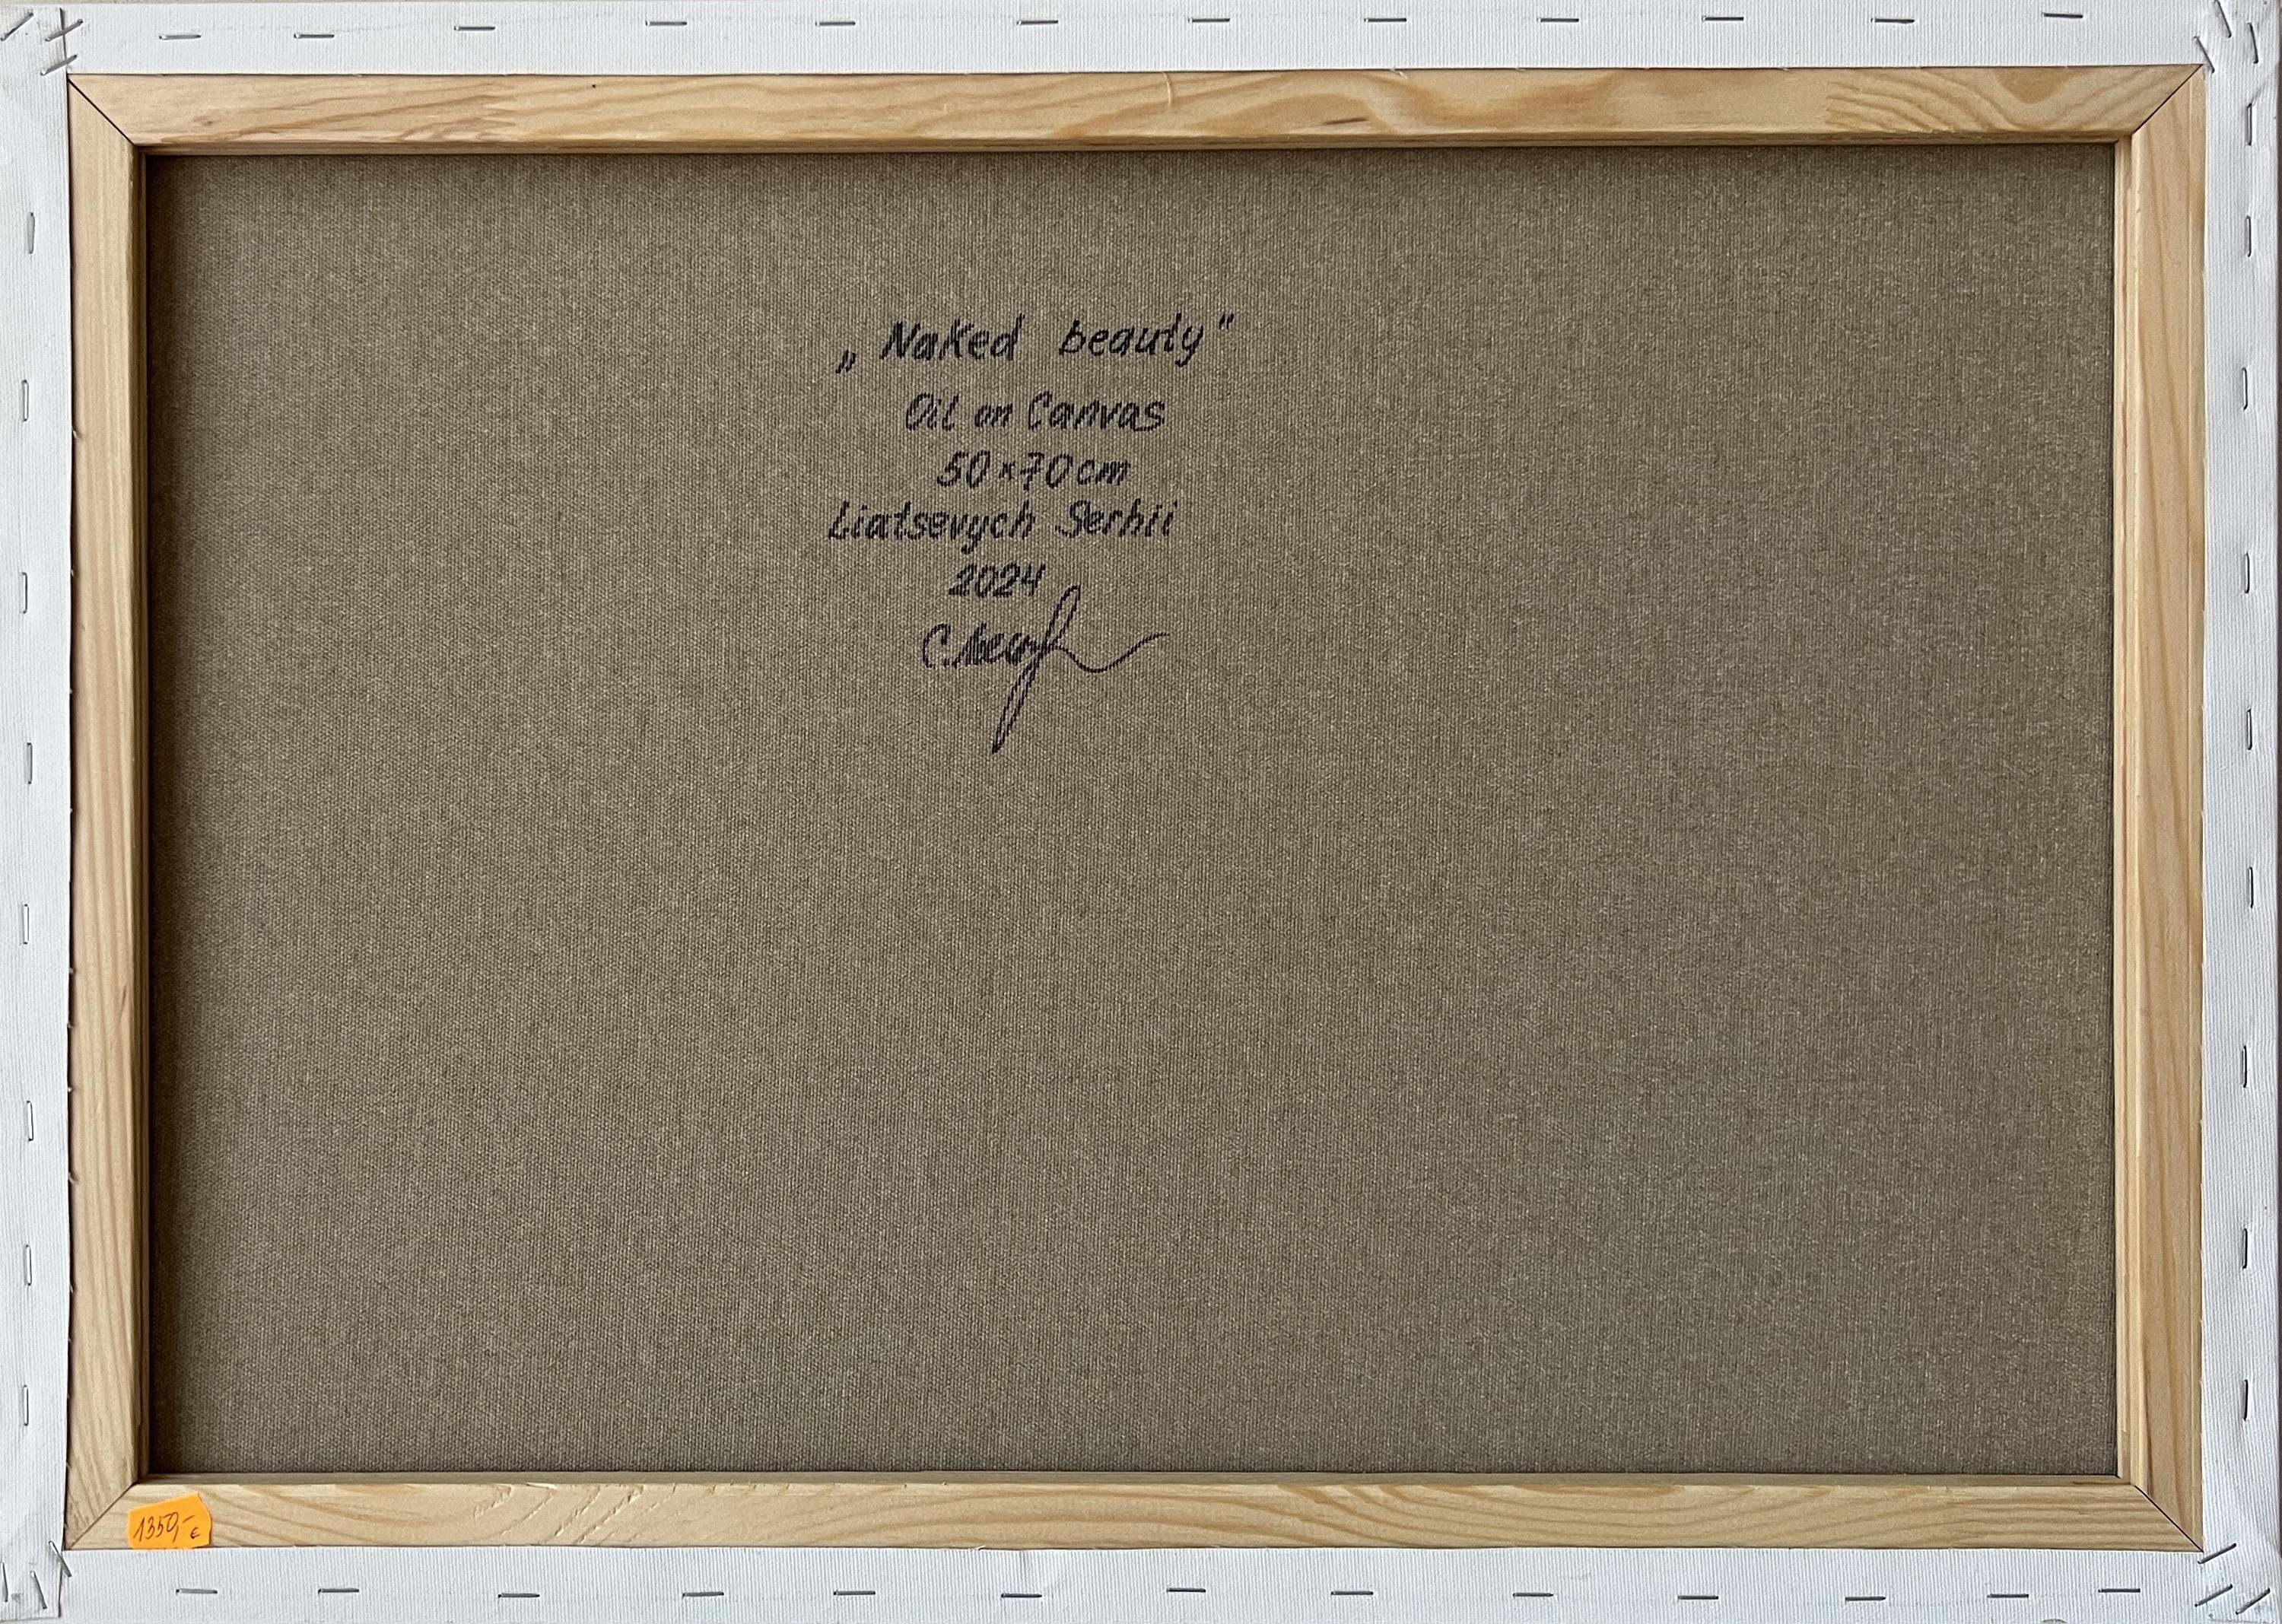 „Naked beauty"
Oil on Canvas
50×70cm
Liatsevych Serhii
2024
1350,- €